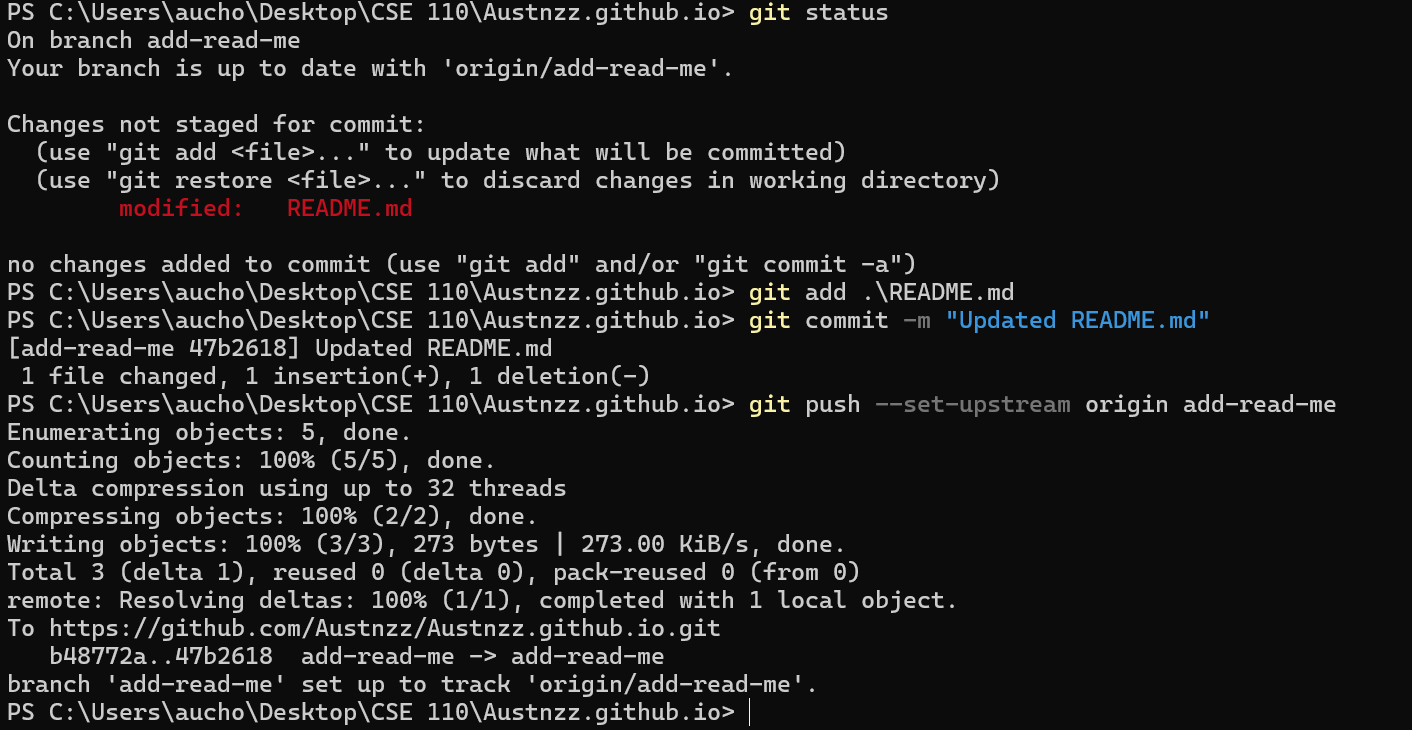 PS C:\Users\aucho\Desktop\CSE 110\Austnzz.github.io> git status
On branch add-read-me
Your branch is up to date with 'origin/add-read-me'.
Changes not staged for commit:
  (use "git add <file>..." to update what will be committed)
  (use "git restore <file>..." to discard changes in working directory)
        modified:   README.md
no changes added to commit (use "git add" and/or "git commit -a")
PS C:\Users\aucho\Desktop\CSE 110\Austnzz.github.io> git add .\README.md
PS C:\Users\aucho\Desktop\CSE 110\Austnzz.github.io> git commit -m "Updated README.md"
[add-read-me 47b2618] Updated README.md
 1 file changed, 1 insertion(+), 1 deletion(-)
PS C:\Users\aucho\Desktop\CSE 110\Austnzz.github.io> git push --set-upstream origin add-read-me
Enumerating objects: 5, done.
Counting objects: 100% (5/5), done.
Delta compression using up to 32 threads
Compressing objects: 100% (2/2), done.
Writing objects: 100% (3/3), 273 bytes | 273.00 KiB/s, done.
Total 3 (delta 1), reused 0 (delta 0), pack-reused 0 (from 0)
remote: Resolving deltas: 100% (1/1), completed with 1 local object.
To https://github.com/Austnzz/Austnzz.github.io.git
   b48772a..47b2618  add-read-me -> add-read-me
branch 'add-read-me' set up to track 'origin/add-read-me'.
PS C:\Users\aucho\Desktop\CSE 110\Austnzz.github.io>